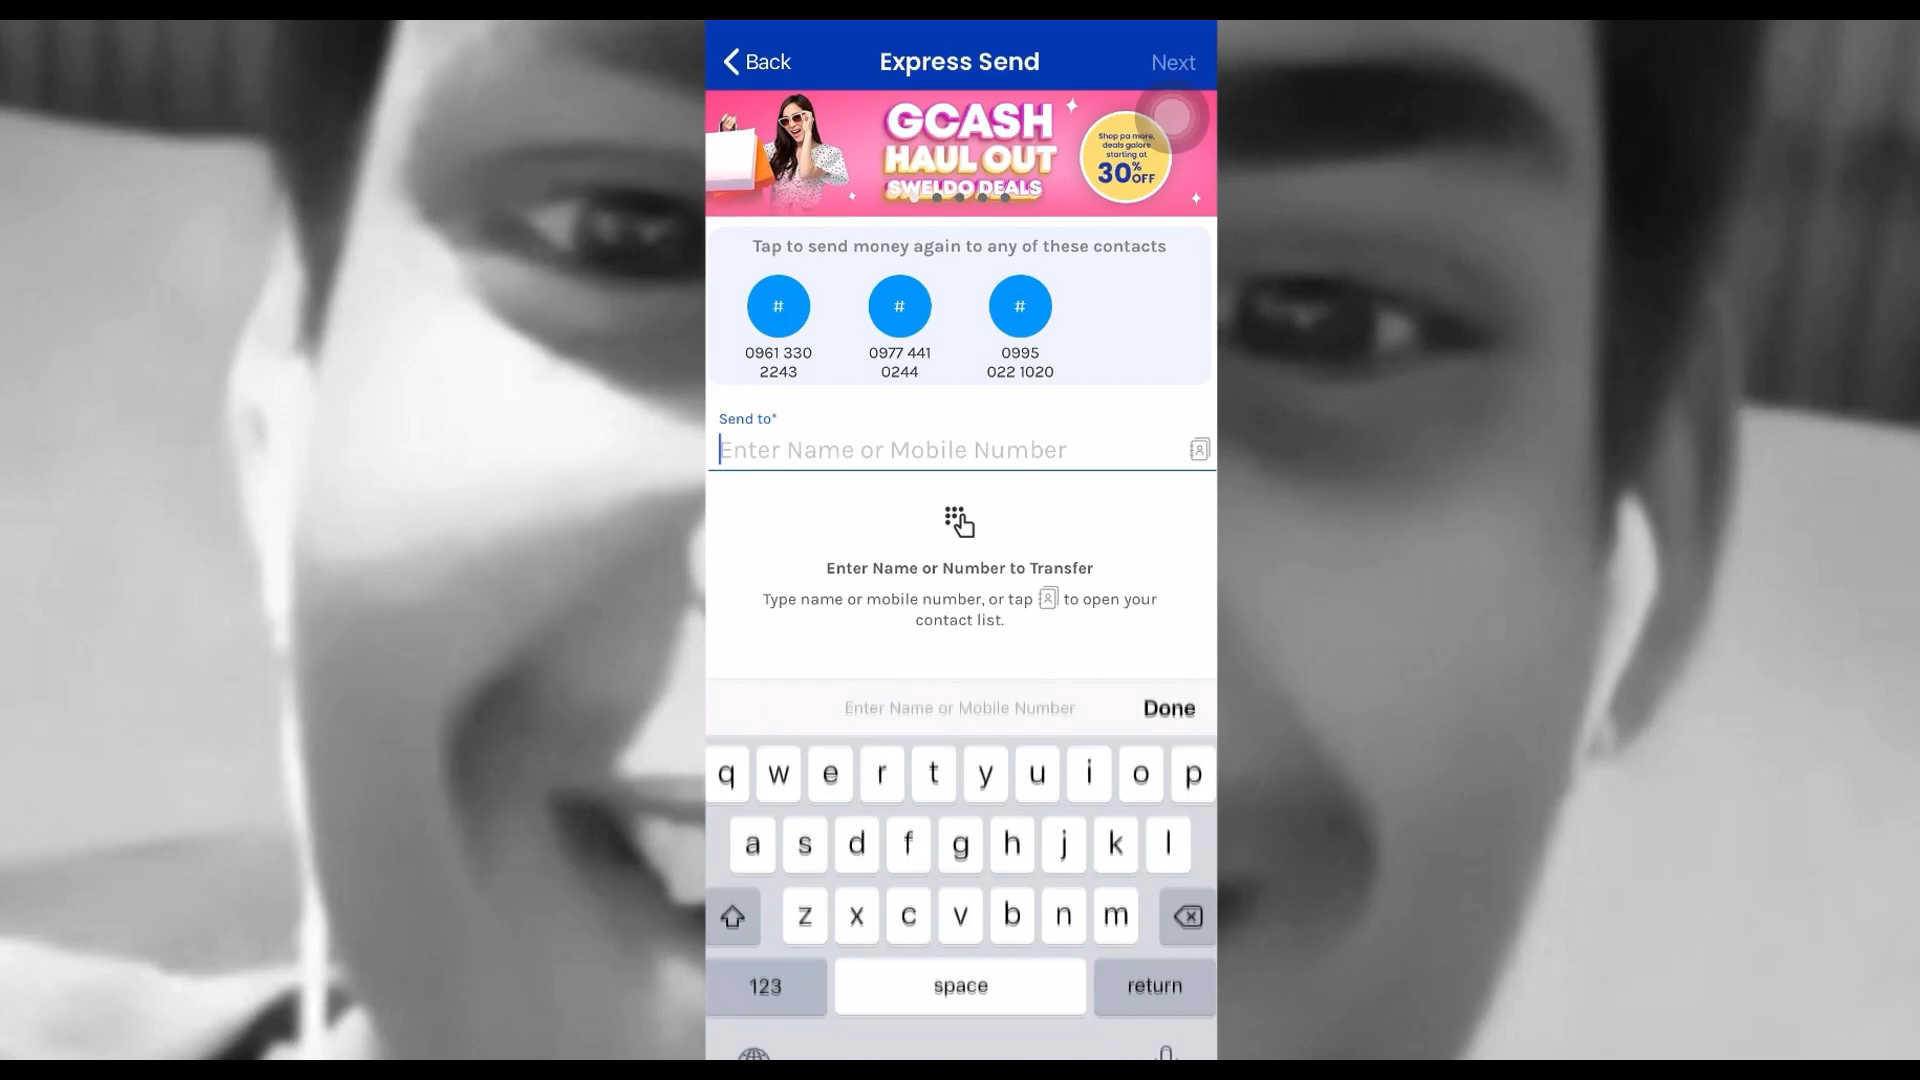 Back
Express Send
Next
GCASH
HAUL OUT
SWELDO DEALS
Shop pa more,
deals galore
starting at
30% OFF
Tap to send money again to any of these contacts
# # #
0961 330
2243
0977 441
0244
0995
022 1020
Send to*
Enter Name or Mobile Number
Enter Name or Number to Transfer
Type name or mobile number, or tap to open your
contact list.
Enter Name or Mobile Number
Done
q w e r t y u i o p
a s d f g h j k l
z x c v b n m
123 space return